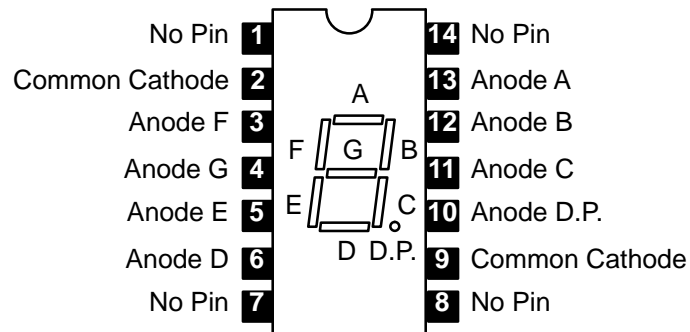 No Pin 1 14 No Pin
Common Cathode 2 13 Anode A
Anode F 3 12 Anode B
Anode G 4 11 Anode C
Anode E 5 10 Anode D.P.
Anode D 6 9 Common Cathode
No Pin 7 8 No Pin
A
F G B
E C
D D.P.